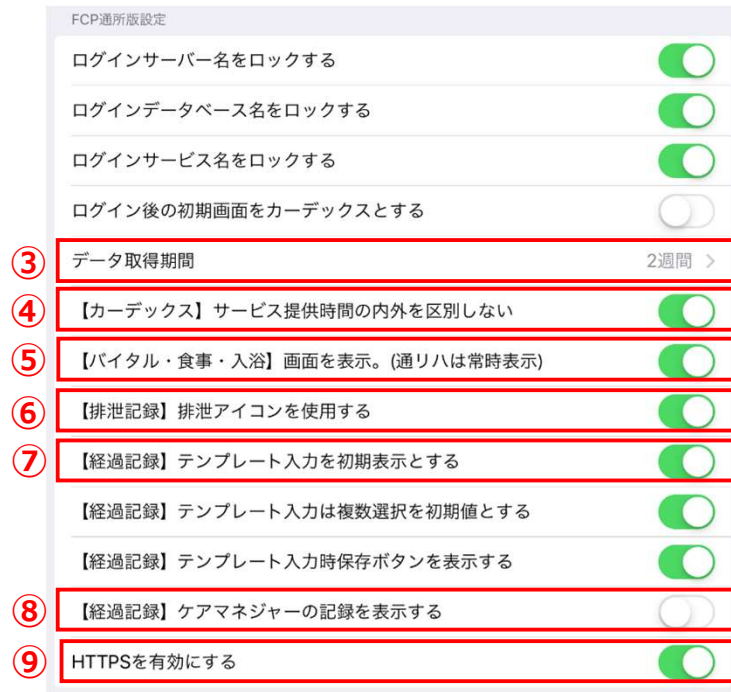 FCP通所版設定
ログインサーバー名をロックする
ログインデータベース名をロックする
ログインサービス名をロックする
ログイン後の初期画面をカーデックスとする
③ データ取得期間 2週間 >
④ 【カーデックス】サービス提供時間の内外を区別しない
⑤ 【バイタル・食事・入浴】画面を表示。(通リハは常時表示)
⑥ 【排泄記録】排泄アイコンを使用する
⑦ 【経過記録】テンプレート入力を初期表示とする
【経過記録】テンプレート入力は複数選択を初期値とする
【経過記録】テンプレート入力時保存ボタンを表示する
⑧ 【経過記録】ケアマネジャーの記録を表示する
⑨ HTTPSを有効にする